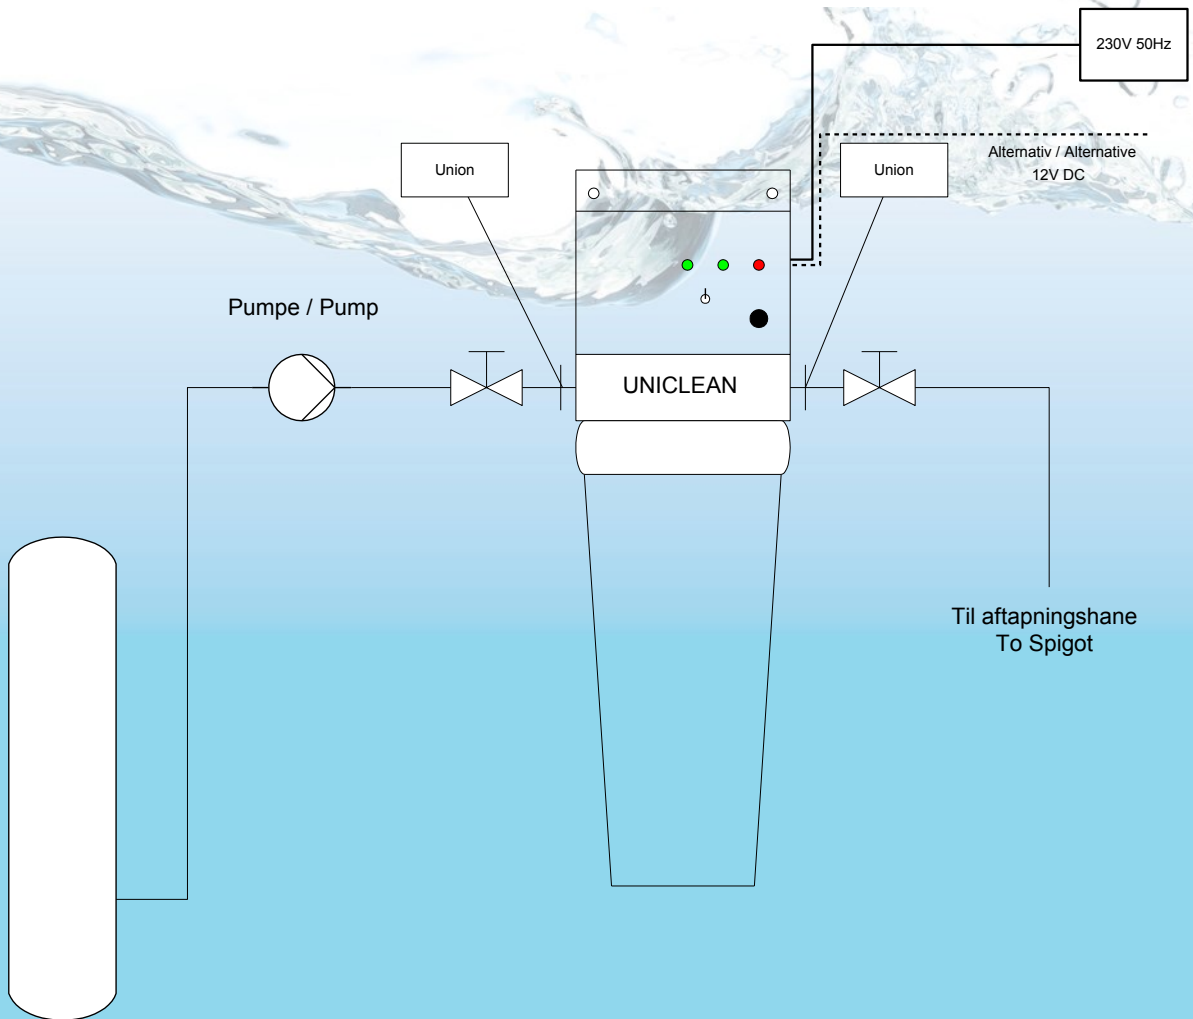 230V 50Hz
Alternativ / Alternative
12V DC
Union
Union
Pumpe / Pump
UNICLEAN
Til aftapningshane
To Spigot